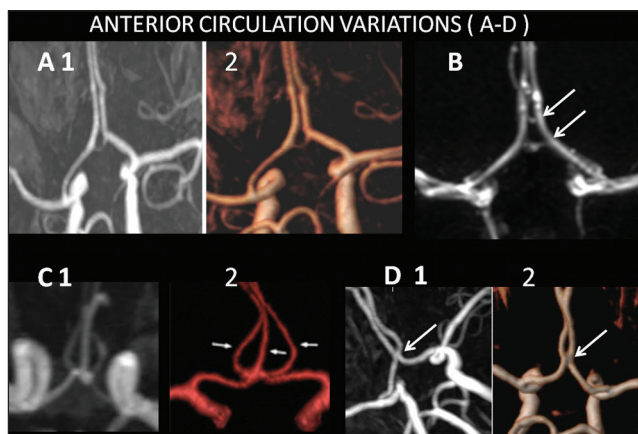 ANTERIOR CIRCULATION VARIATIONS ( A-D )
A 1 2 B
C 1 2 D 1 2